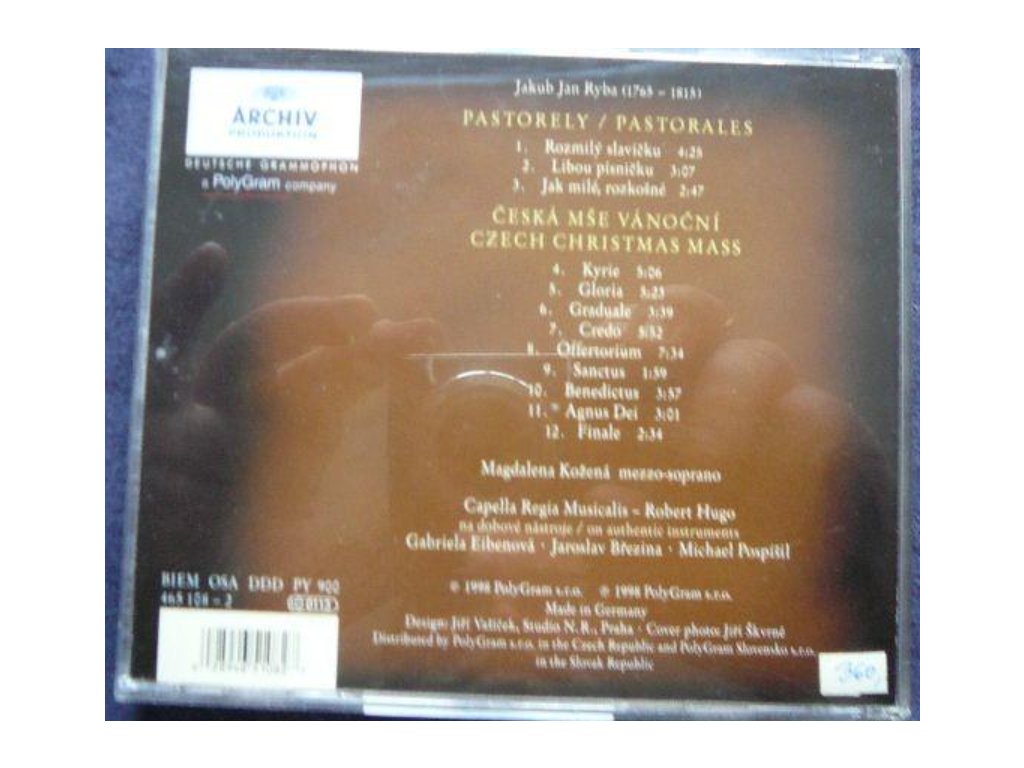 ARCHIV
PRODUKTION
DEUTSCHE GRAMMOPHON
a PolyGram company
Jakub Jan Ryba (1765 – 1815)
PASTORELY / PASTORALES
1. Rozmilý slavíčku 4:25
2. Libou písničku 3:07
3. Jak milé, rozkošné 2:47
ČESKÁ MŠE VÁNOČNÍ
CZECH CHRISTMAS MASS
4. Kyrie 5:06
5. Gloria 3:23
6. Graduale 3:39
7. Credo 5:52
8. Offertorium 7:34
9. Sanctus 1:59
10. Benedictus 3:57
11. Agnus Dei 3:01
12. Finale 2:34
Magdalena Kožená mezzo-soprano
Capella Regia Musicalis – Robert Hugo
na dobové nástroje / on authentic instruments
Gabriela Eibenová · Jaroslav Březina · Michael Pospíšil
℗ 1998 PolyGram s.r.o. © 1998 PolyGram s.r.o.
Made in Germany
Design: Jiří Vašíček, Studio N. R., Praha · Cover photo: Jiří Škvrně
Distributed by PolyGram s.r.o. in the Czech Republic and PolyGram Slovensko s.r.o.
in the Slovak Republic
BIEM OSA DDD PY 900
463 108 – 2
360